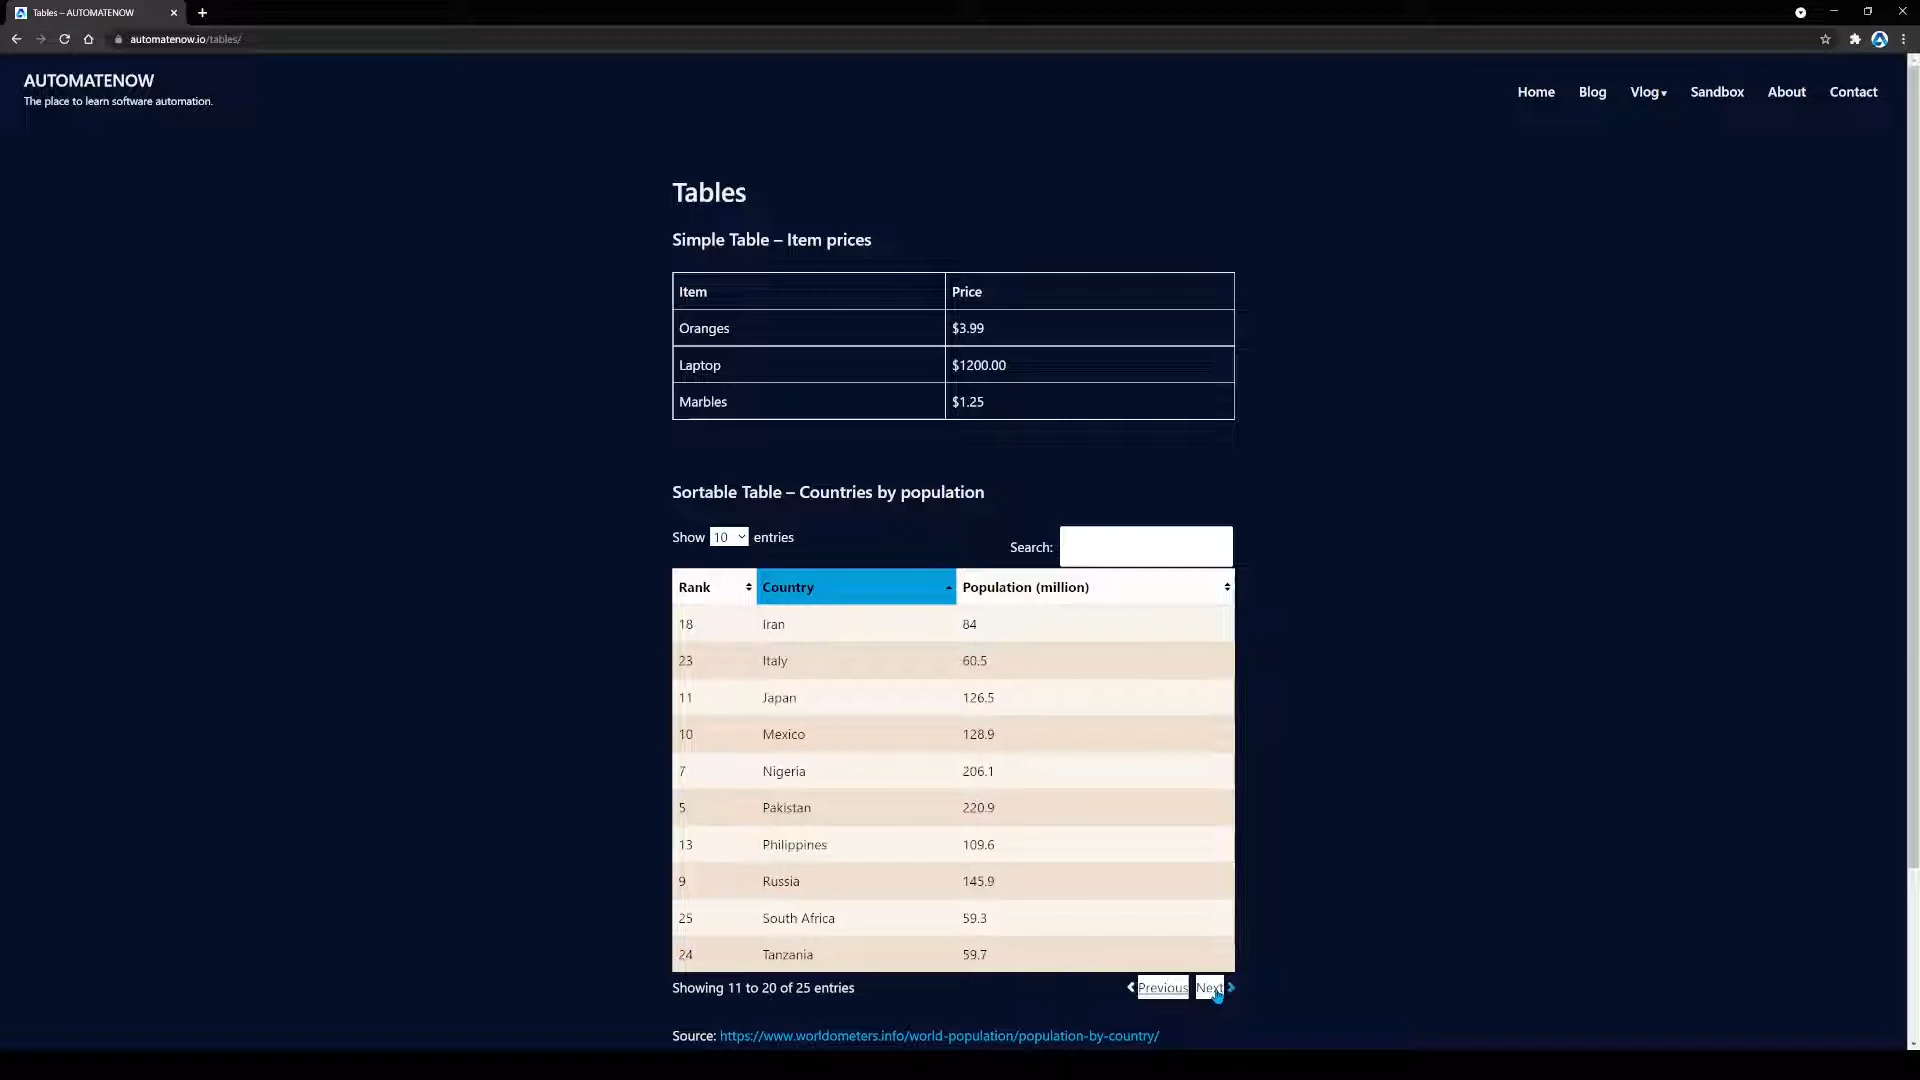 Tables – AUTOMATENOW
automatenow.io/tables/
AUTOMATENOW
The place to learn software automation.
Home Blog Vlog Sandbox About Contact
Tables
Simple Table – Item prices
Item Price
Oranges $3.99
Laptop $1200.00
Marbles $1.25
Sortable Table – Countries by population
Show 10 entries
Search:
Rank Country Population (million)
18 Iran 84
23 Italy 60.5
11 Japan 126.5
10 Mexico 128.9
7 Nigeria 206.1
5 Pakistan 220.9
13 Philippines 109.6
9 Russia 145.9
25 South Africa 59.3
24 Tanzania 59.7
Showing 11 to 20 of 25 entries
Previous Next
Source: https://www.worldometers.info/world-population/population-by-country/